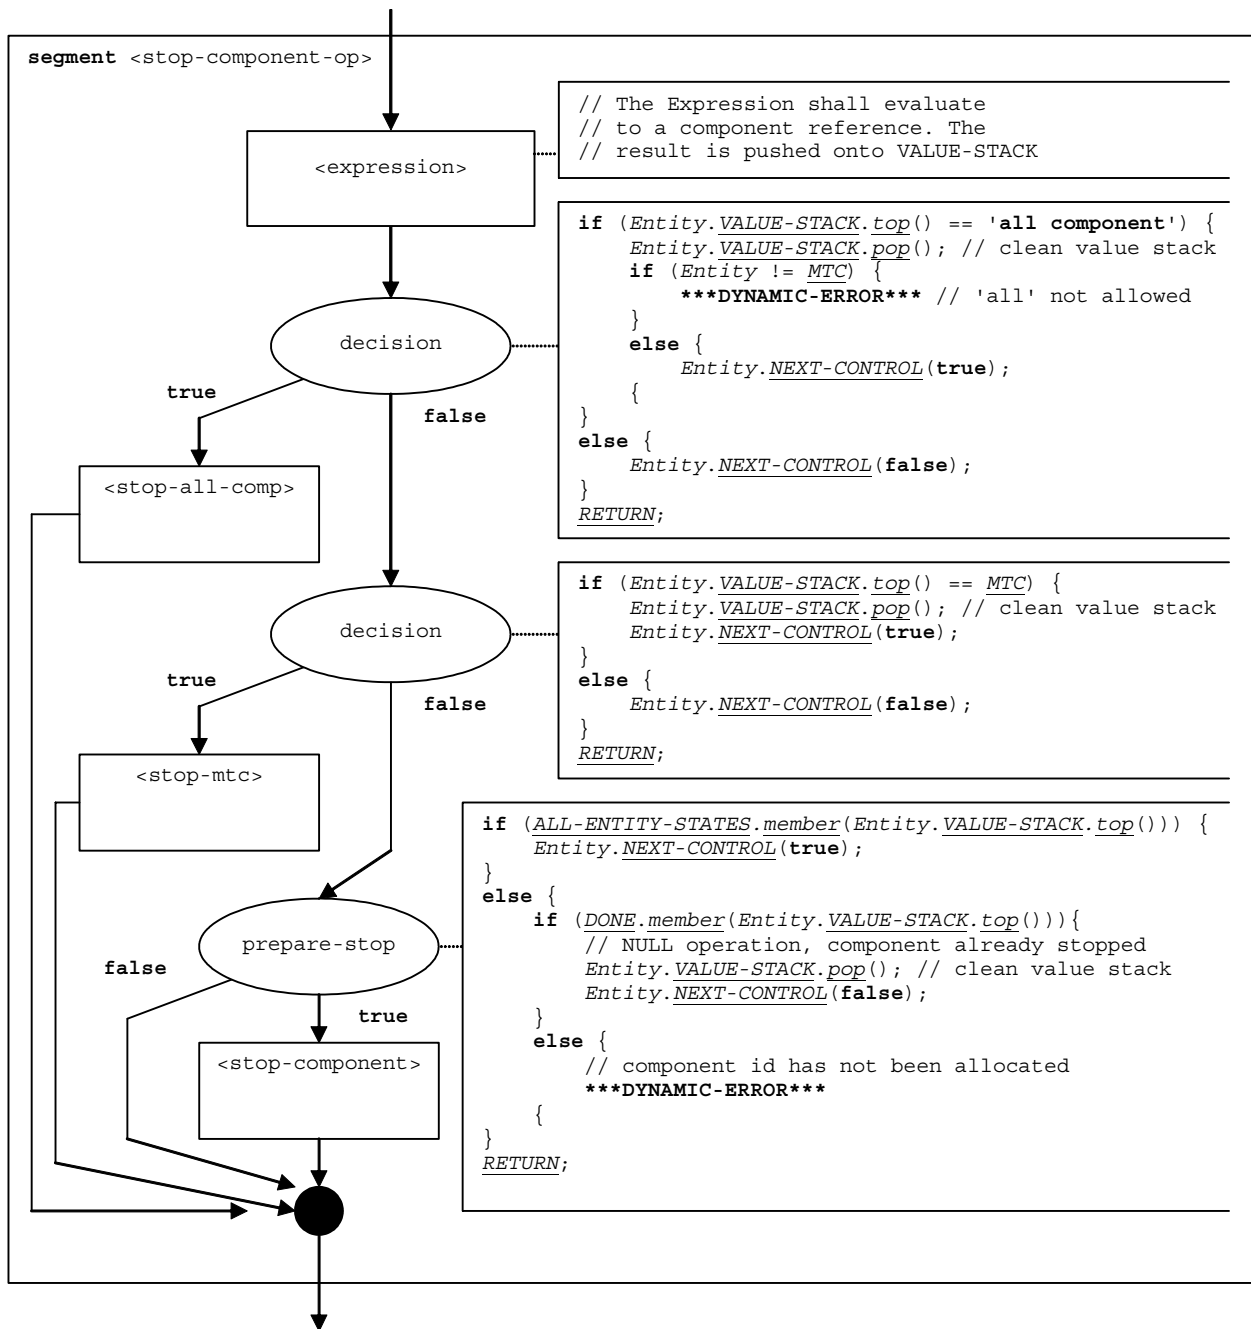 segment <stop-component-op>
// The Expression shall evaluate
// to a component reference. The
// result is pushed onto VALUE-STACK
<expression>
if (Entity.VALUE-STACK.top() == 'all component') {
    Entity.VALUE-STACK.pop(); // clean value stack
    if (Entity != MTC) {
        ***DYNAMIC-ERROR*** // 'all' not allowed
    }
    else {
        Entity.NEXT-CONTROL(true);
    {
}
else {
    Entity.NEXT-CONTROL(false);
}
RETURN;
decision
true
false
<stop-all-comp>
if (Entity.VALUE-STACK.top() == MTC) {
    Entity.VALUE-STACK.pop(); // clean value stack
    Entity.NEXT-CONTROL(true);
}
else {
    Entity.NEXT-CONTROL(false);
}
RETURN;
decision
true
false
<stop-mtc>
if (ALL-ENTITY-STATES.member(Entity.VALUE-STACK.top())) {
    Entity.NEXT-CONTROL(true);
}
else {
    if (DONE.member(Entity.VALUE-STACK.top())){
        // NULL operation, component already stopped
        Entity.VALUE-STACK.pop(); // clean value stack
        Entity.NEXT-CONTROL(false);
    }
    else {
        // component id has not been allocated
        ***DYNAMIC-ERROR***
    {
}
RETURN;
prepare-stop
false
true
<stop-component>